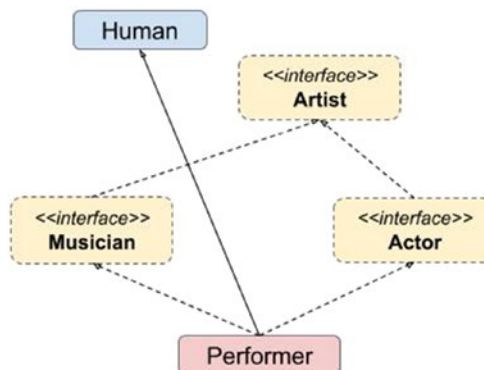 Human
<<interface>>
Artist
<<interface>>
Musician
<<interface>>
Actor
Performer